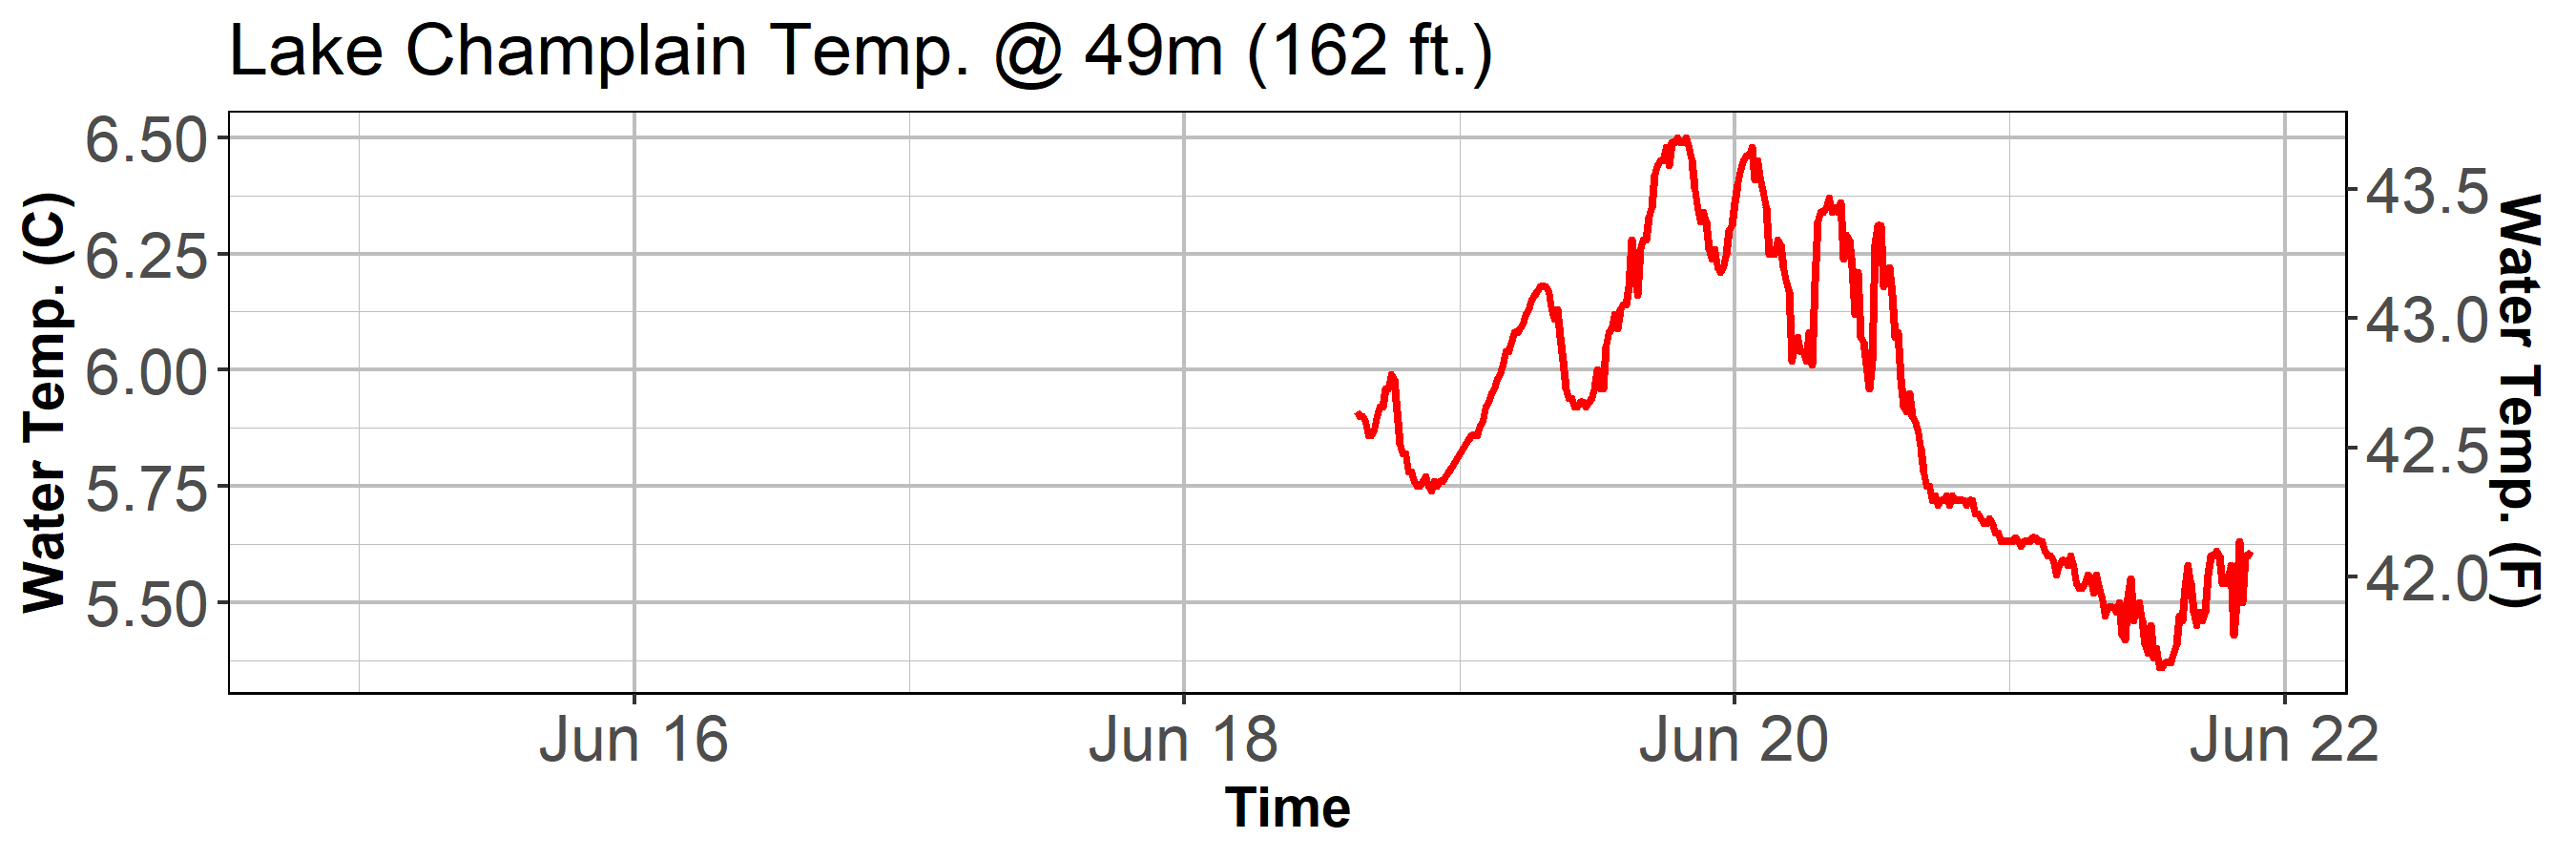 Lake Champlain Temp. @ 49m (162 ft.)
Water Temp. (C)
6.50
6.25
6.00
5.75
5.50
43.5
43.0
42.5
42.0
Water Temp. (F)
Jun 16
Jun 18
Jun 20
Jun 22
Time